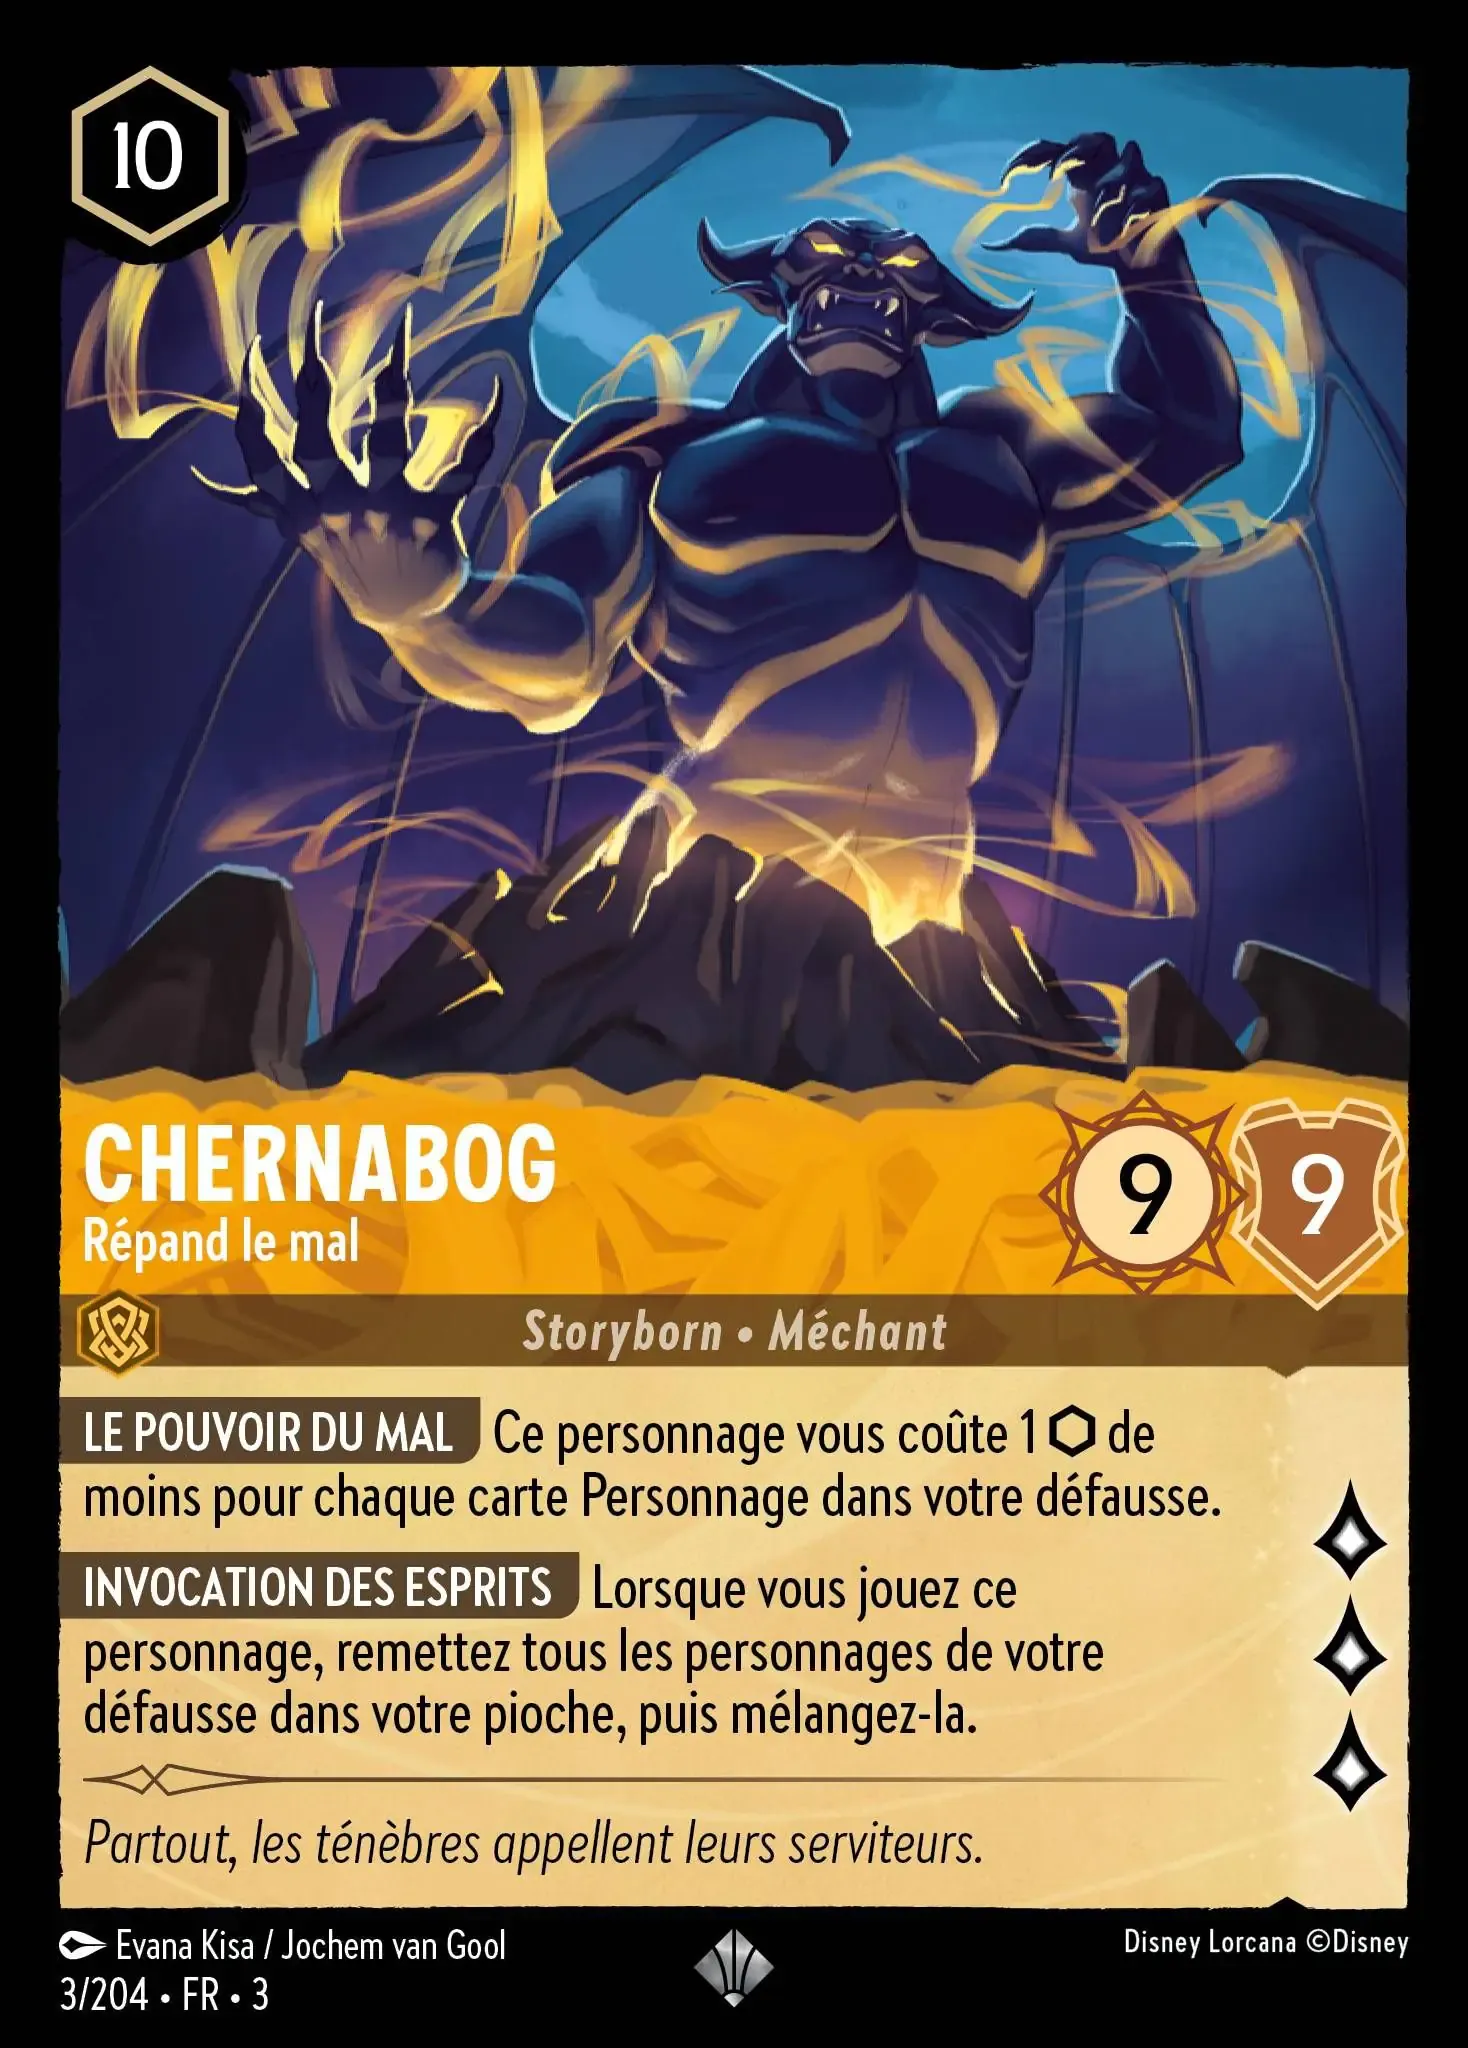 10
CHERNABOG
Répand le mal
9 9
Storyborn • Méchant
LE POUVOIR DU MAL Ce personnage vous coûte 1 ⬡ de
moins pour chaque carte Personnage dans votre défausse.
INVOCATION DES ESPRITS Lorsque vous jouez ce
personnage, remettez tous les personnages de votre
défausse dans votre pioche, puis mélangez-la.
Partout, les ténèbres appellent leurs serviteurs.
Evana Kisa / Jochem van Gool
Disney Lorcana ©Disney
3/204 • FR • 3